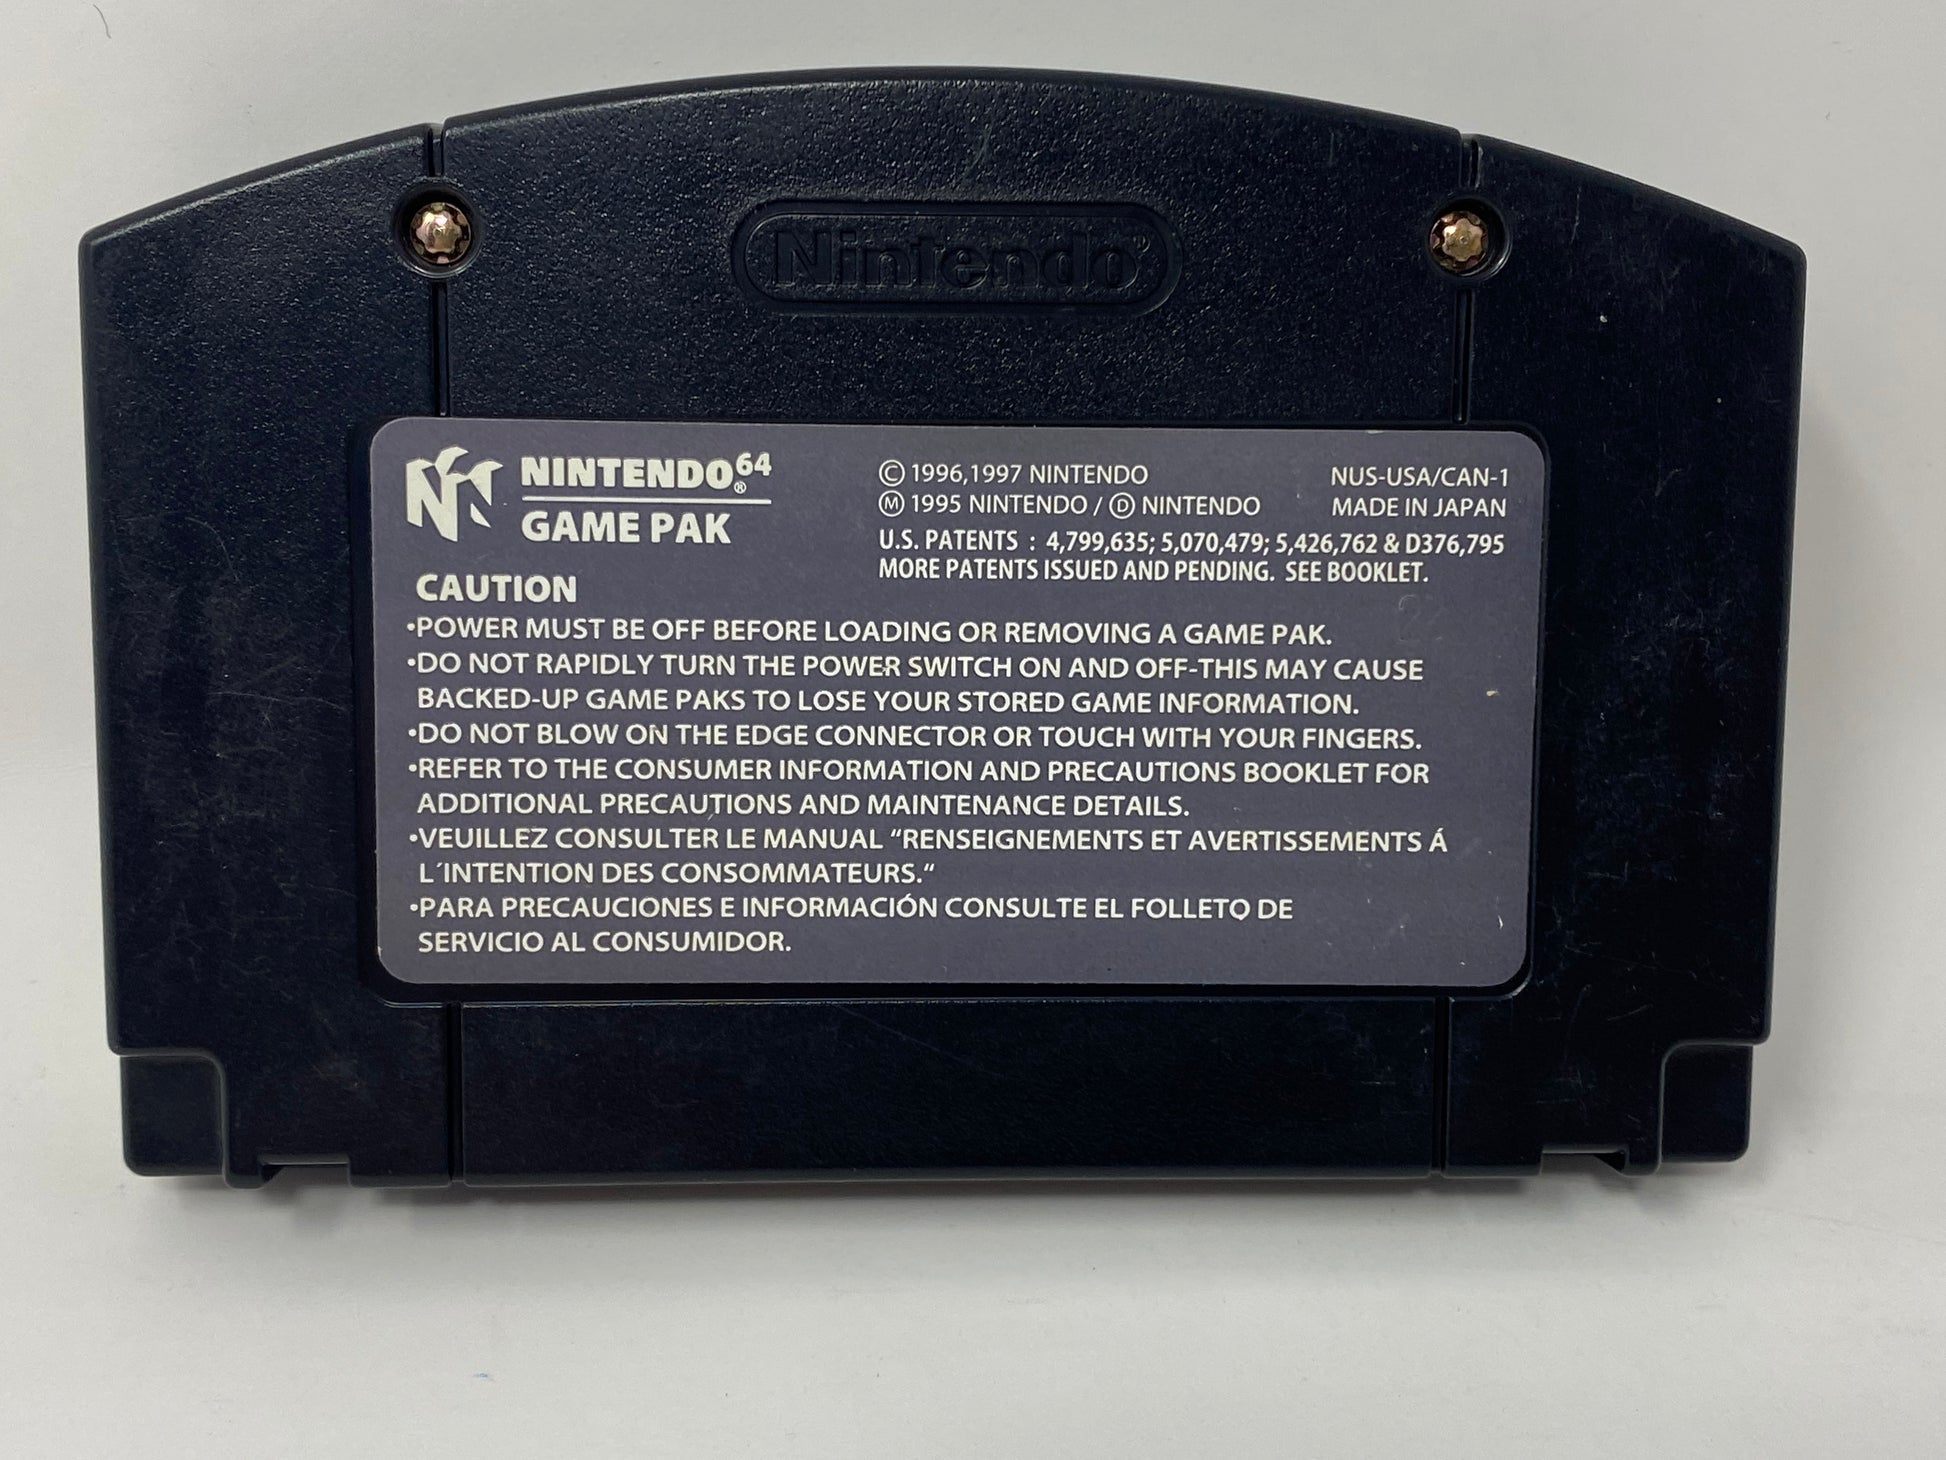 Nintendo®
NINTENDO64®
GAME PAK
© 1996,1997 NINTENDO
Ⓜ 1995 NINTENDO / Ⓓ NINTENDO
NUS-USA/CAN-1
MADE IN JAPAN
U.S. PATENTS : 4,799,635; 5,070,479; 5,426,762 & D376,795
MORE PATENTS ISSUED AND PENDING. SEE BOOKLET.
CAUTION
•POWER MUST BE OFF BEFORE LOADING OR REMOVING A GAME PAK.
•DO NOT RAPIDLY TURN THE POWER SWITCH ON AND OFF-THIS MAY CAUSE
BACKED-UP GAME PAKS TO LOSE YOUR STORED GAME INFORMATION.
•DO NOT BLOW ON THE EDGE CONNECTOR OR TOUCH WITH YOUR FINGERS.
•REFER TO THE CONSUMER INFORMATION AND PRECAUTIONS BOOKLET FOR
ADDITIONAL PRECAUTIONS AND MAINTENANCE DETAILS.
•VEUILLEZ CONSULTER LE MANUAL “RENSEIGNEMENTS ET AVERTISSEMENTS Á
L´INTENTION DES CONSOMMATEURS.“
•PARA PRECAUCIONES E INFORMACIÓN CONSULTE EL FOLLETO DE
SERVICIO AL CONSUMIDOR.